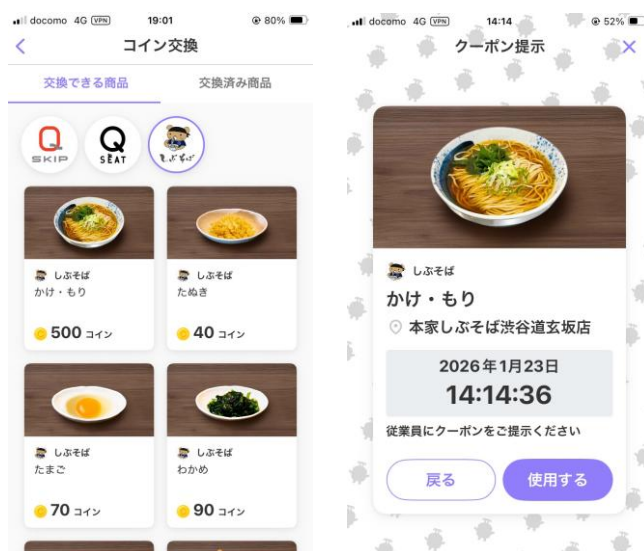 docomo 4G VPN 19:01 80%
コイン交換
交換できる商品 交換済み商品
Q SKIP
Q SEAT
しぶそば
しぶそば
かけ・もり
500 コイン
しぶそば
たぬき
40 コイン
しぶそば
たまご
70 コイン
しぶそば
わかめ
90 コイン
docomo 4G VPN 14:14 52%
クーポン提示
しぶそば
かけ・もり
本家しぶそば渋谷道玄坂店
2026年1月23日
14:14:36
従業員にクーポンをご提示ください
戻る 使用する